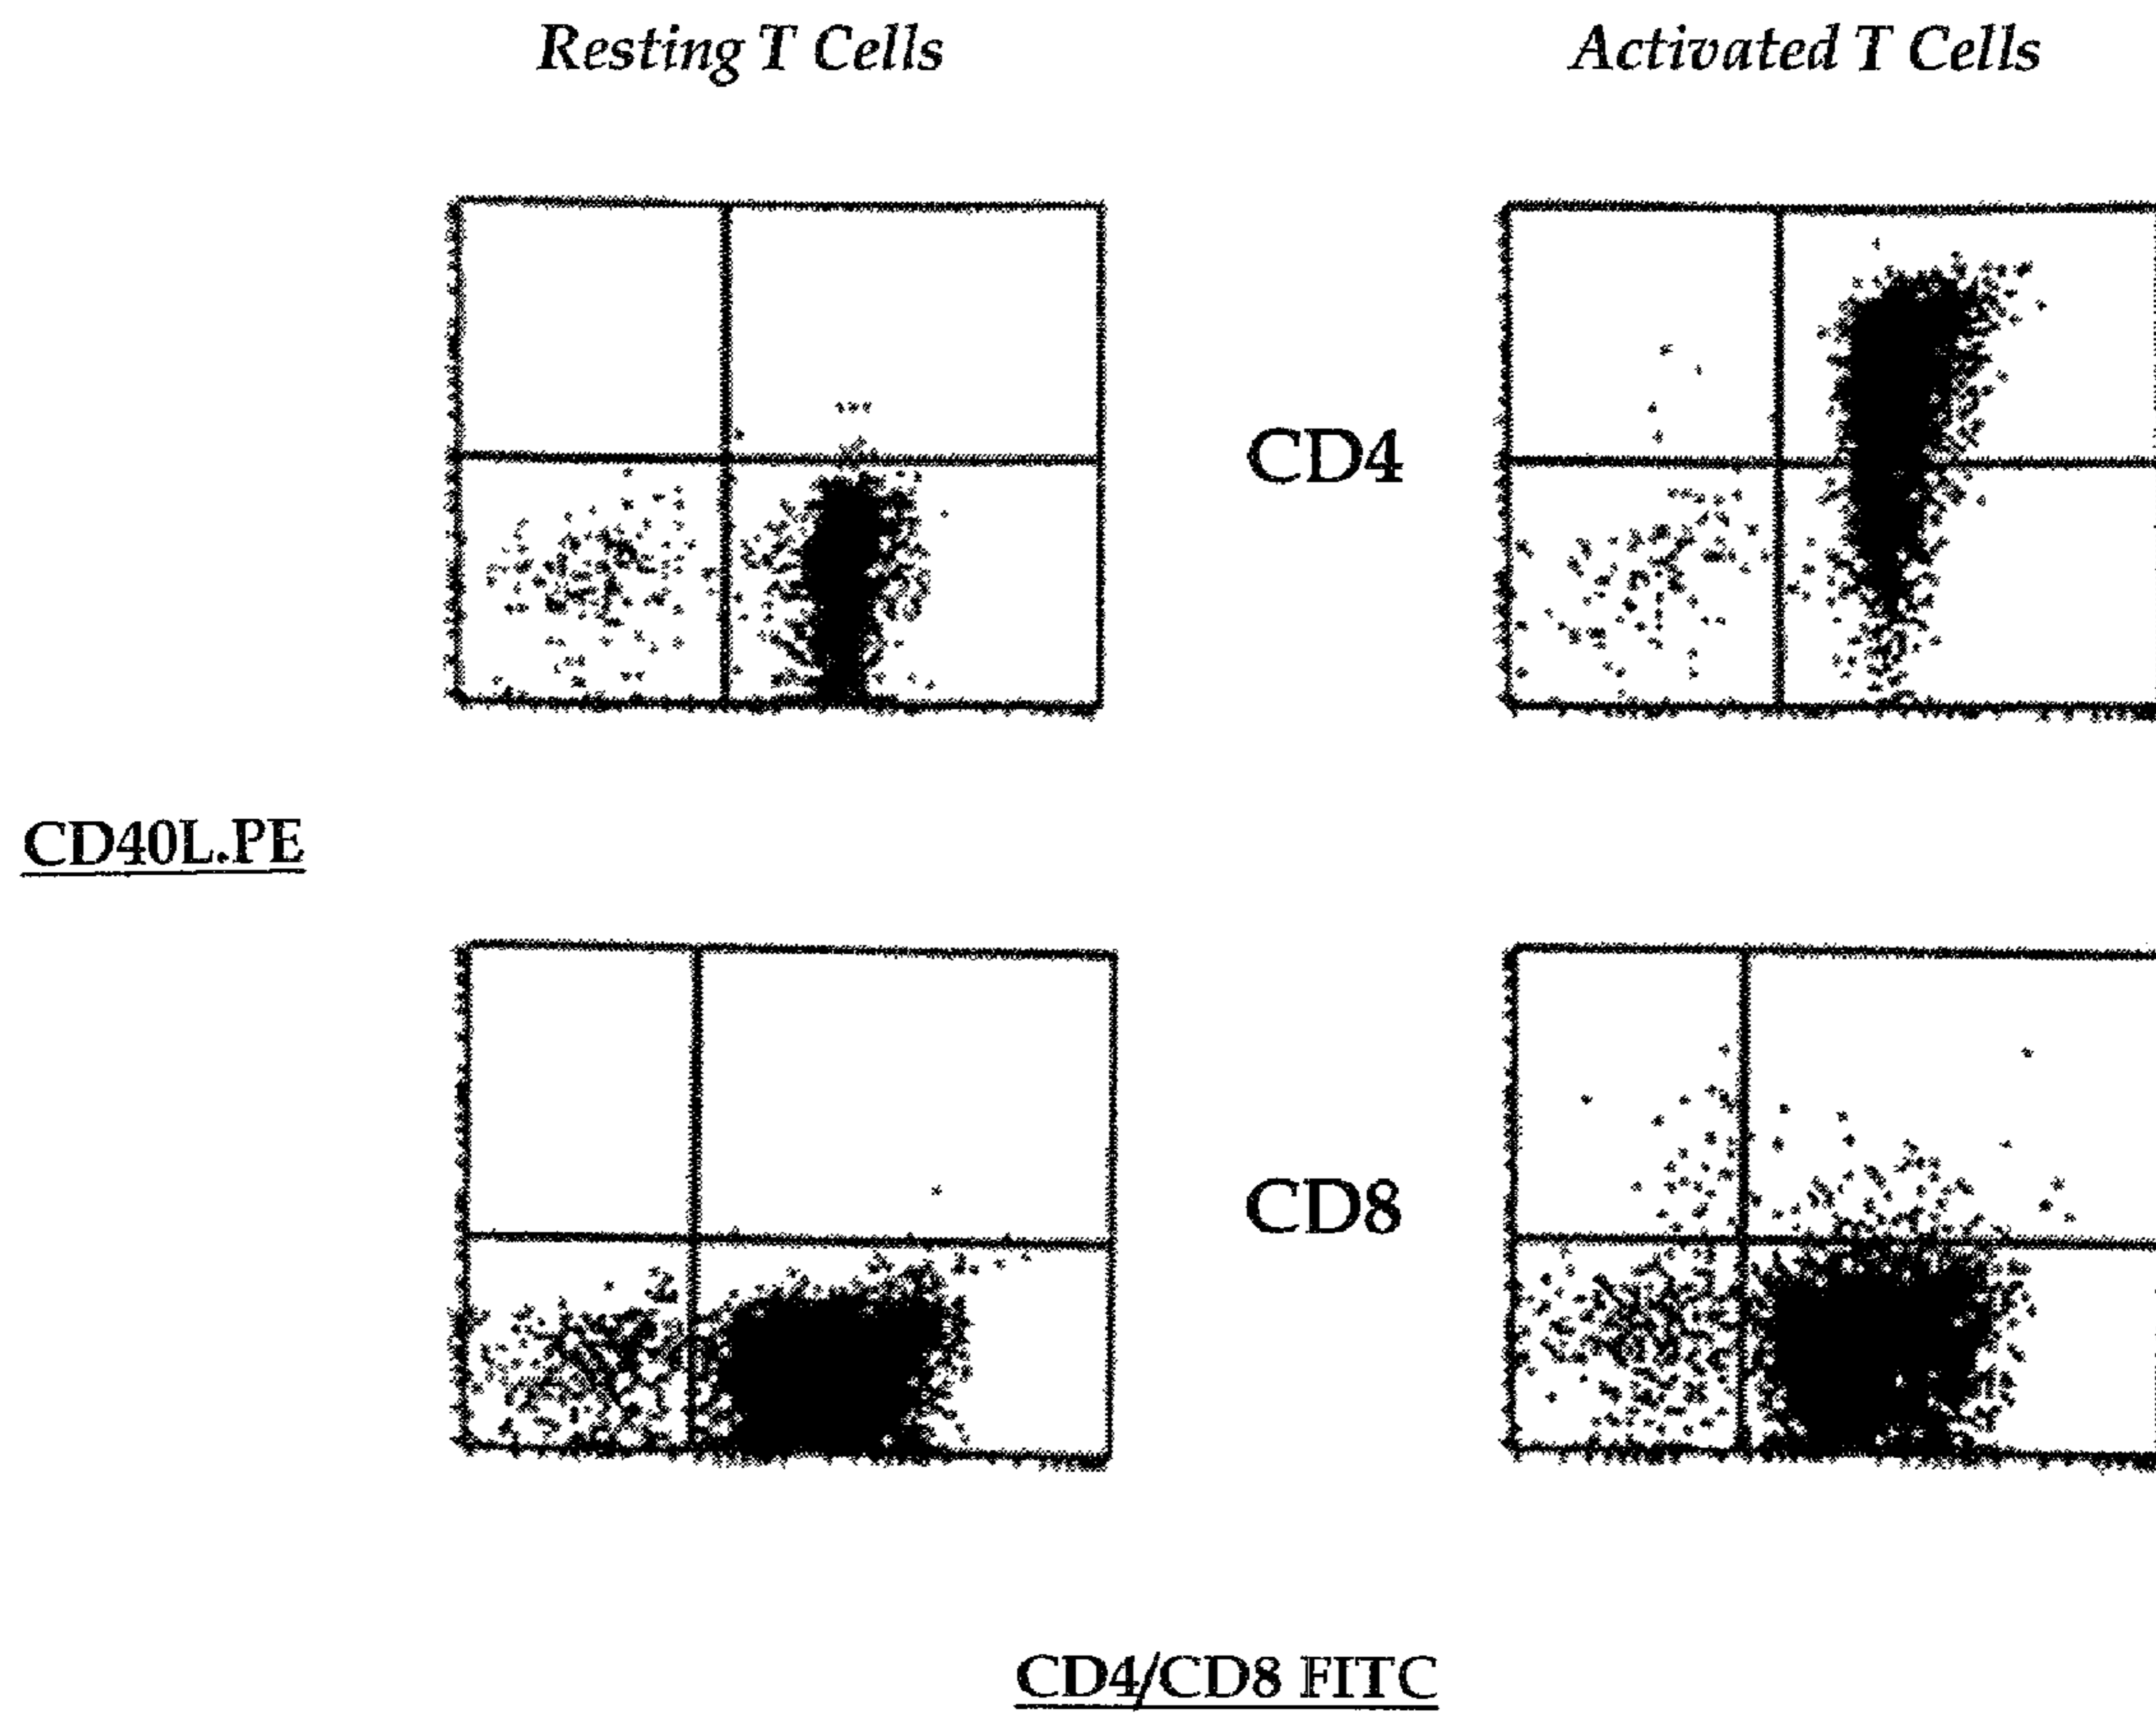 Resting T Cells
Activated T Cells
CD4
CD40L.PE
CD8
CD4/CD8 FITC